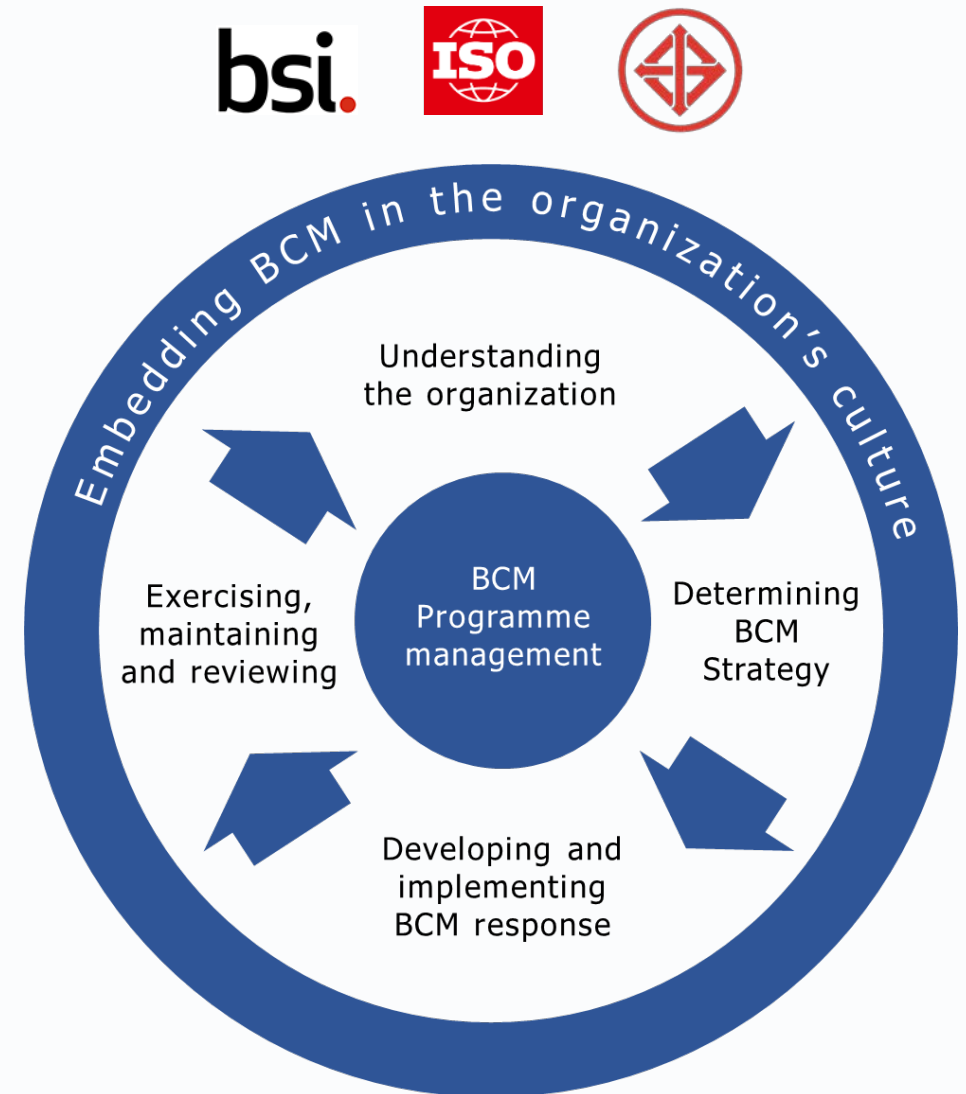 bsi.
ISO
Embedding BCM in the organization's culture
Understanding
the organization
BCM
Programme
management
Determining
BCM
Strategy
Exercising,
maintaining
and reviewing
Developing and
implementing
BCM response